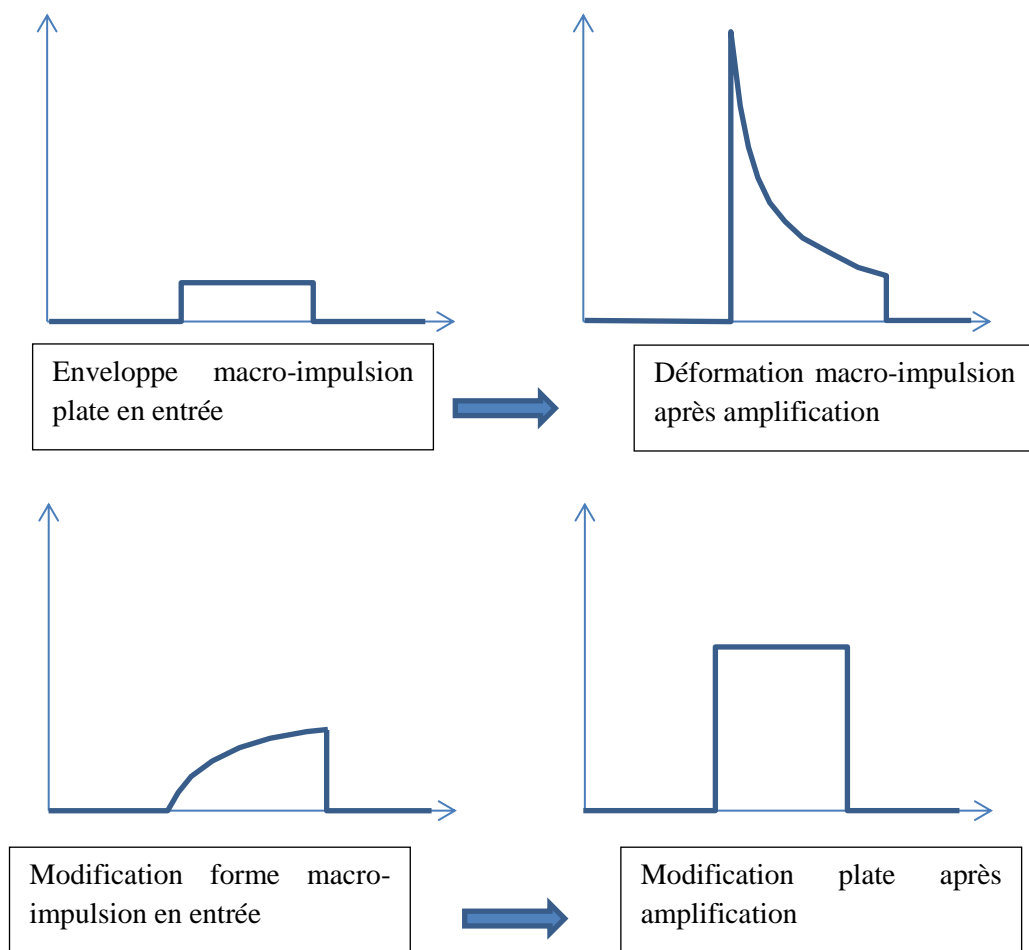 Enveloppe macro-impulsion
plate en entrée
Déformation macro-impulsion
après amplification
Modification forme macro-
impulsion en entrée
Modification plate après
amplification